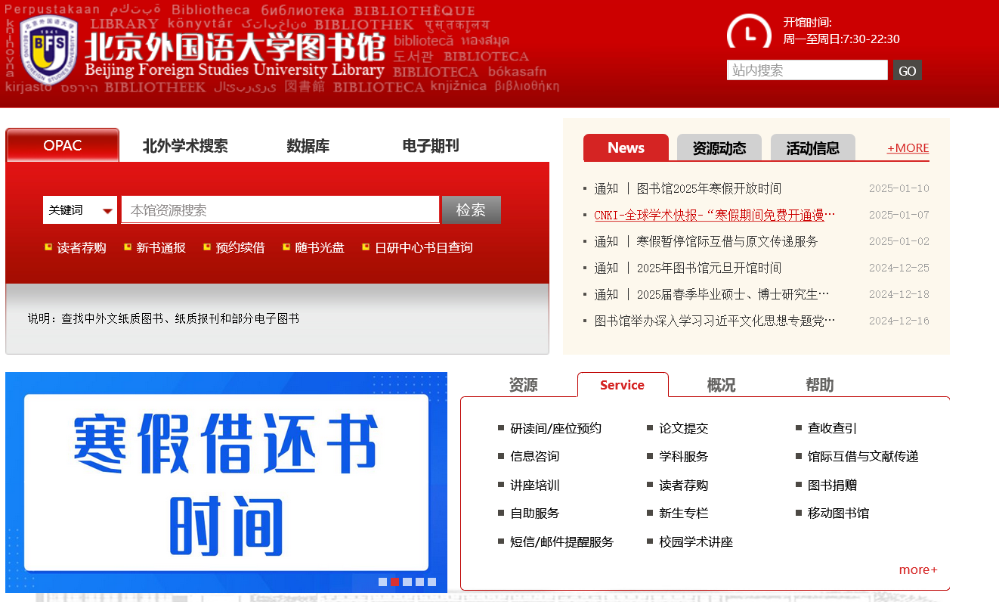 Perpustakaan مكتبة Bibliotheca библиотека BIBLIOTHÈQUE
LIBRARY könyvtár کتابخانه BIBLIOTHEK पुस्तकालय
knihovna
北京外国语大学图书馆
bibliotecă ห้องสมุด
도서관 BIBLIOTECA
Beijing Foreign Studies University Library
BIBLIOTECA bókasafn
kirjasto
BIBLIOTHEEK
図書館 BIBLIOTECA knjižnica βιβλιοθήκη
开馆时间:
周一至周日:7:30-22:30
站内搜索
GO
OPAC
北外学术搜索
数据库
电子期刊
关键词
本馆资源搜索
检索
读者荐购
新书通报
预约续借
随书光盘
日研中心书目查询
说明：查找中外文纸质图书、纸质报刊和部分电子图书
News
资源动态
活动信息
+MORE
通知 | 图书馆2025年寒假开放时间 2025-01-10
CNKI-全球学术快报-“寒假期间免费开通漫… 2025-01-07
通知 | 寒假暂停馆际互借与原文传递服务 2025-01-02
通知 | 2025年图书馆元旦开馆时间 2024-12-25
通知 | 2025届春季毕业硕士、博士研究生… 2024-12-18
图书馆举办深入学习习近平文化思想专题党… 2024-12-16
寒假借还书
时间
资源
Service
概况
帮助
研读间/座位预约
论文提交
查收查引
信息咨询
学科服务
馆际互借与文献传递
讲座培训
读者荐购
图书捐赠
自助服务
新生专栏
移动图书馆
短信/邮件提醒服务
校园学术讲座
more+